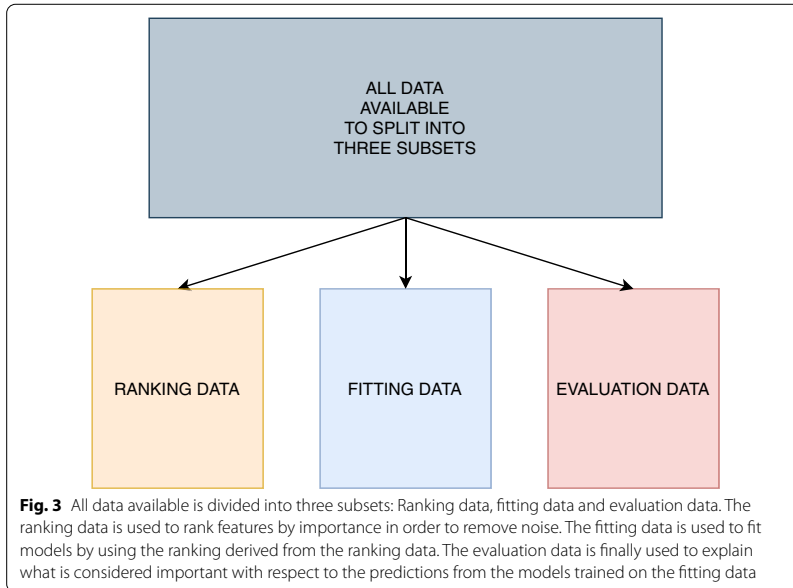 ALL DATA
AVAILABLE
TO SPLIT INTO
THREE SUBSETS
RANKING DATA
FITTING DATA
EVALUATION DATA
Fig. 3 All data available is divided into three subsets: Ranking data, fitting data and evaluation data. The
ranking data is used to rank features by importance in order to remove noise. The fitting data is used to fit
models by using the ranking derived from the ranking data. The evaluation data is finally used to explain
what is considered important with respect to the predictions from the models trained on the fitting data